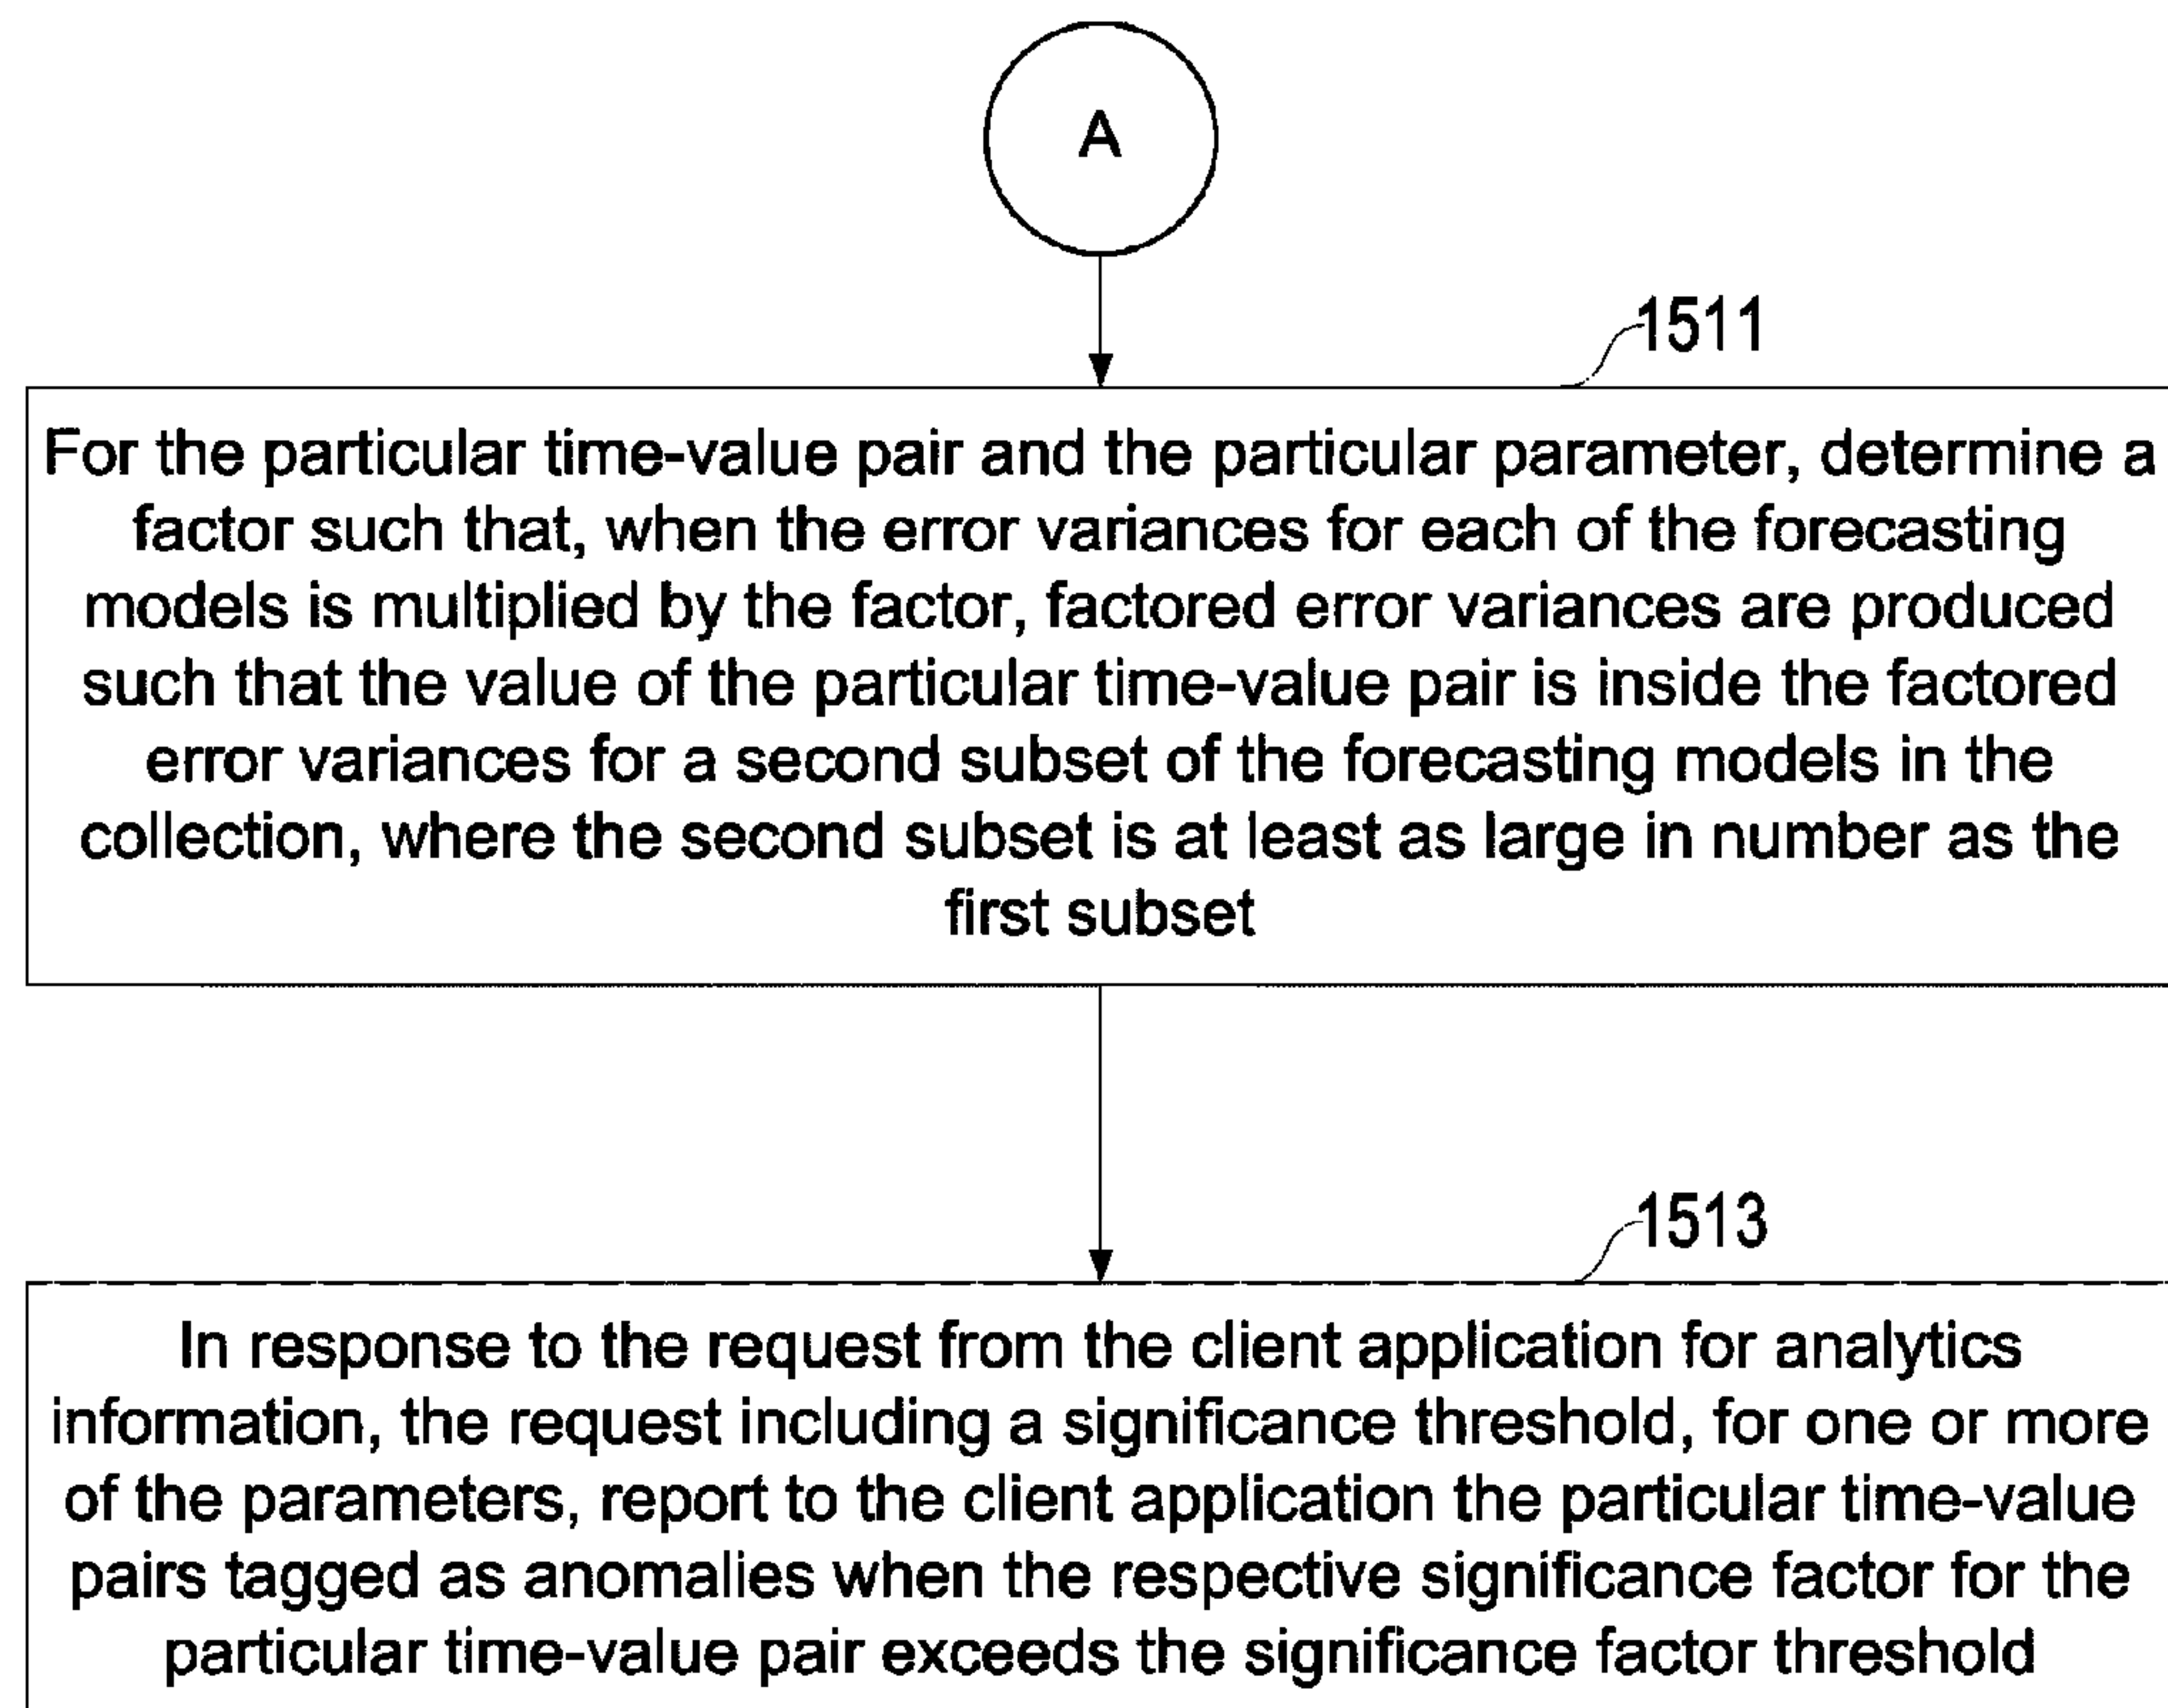 A
1511
For the particular time-value pair and the particular parameter, determine a
factor such that, when the error variances for each of the forecasting
models is multiplied by the factor, factored error variances are produced
such that the value of the particular time-value pair is inside the factored
error variances for a second subset of the forecasting models in the
collection, where the second subset is at least as large in number as the
first subset
1513
In response to the request from the client application for analytics
information, the request including a significance threshold, for one or more
of the parameters, report to the client application the particular time-value
pairs tagged as anomalies when the respective significance factor for the
particular time-value pair exceeds the significance factor threshold